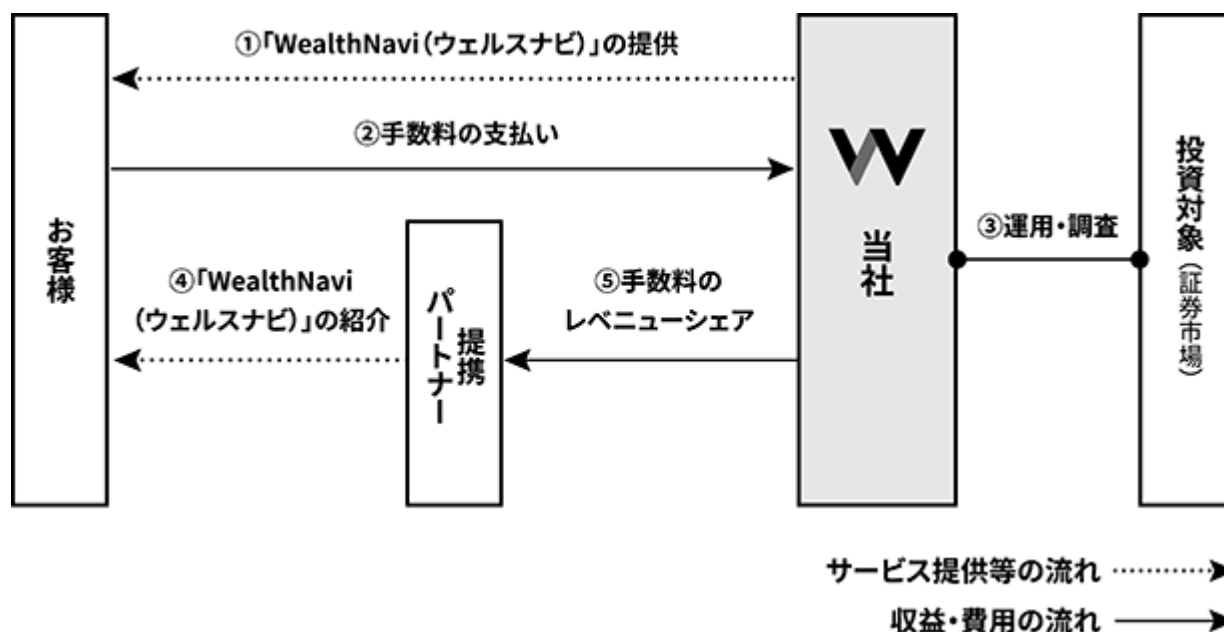 ①「WealthNavi(ウェルスナビ)」の提供
②手数料の支払い
お客様
④「WealthNavi
(ウェルスナビ)」の紹介
提携
パートナー
⑤手数料の
レベニューシェア
当社
③運用・調査
投資対象(証券市場)
サービス提供等の流れ
収益・費用の流れ